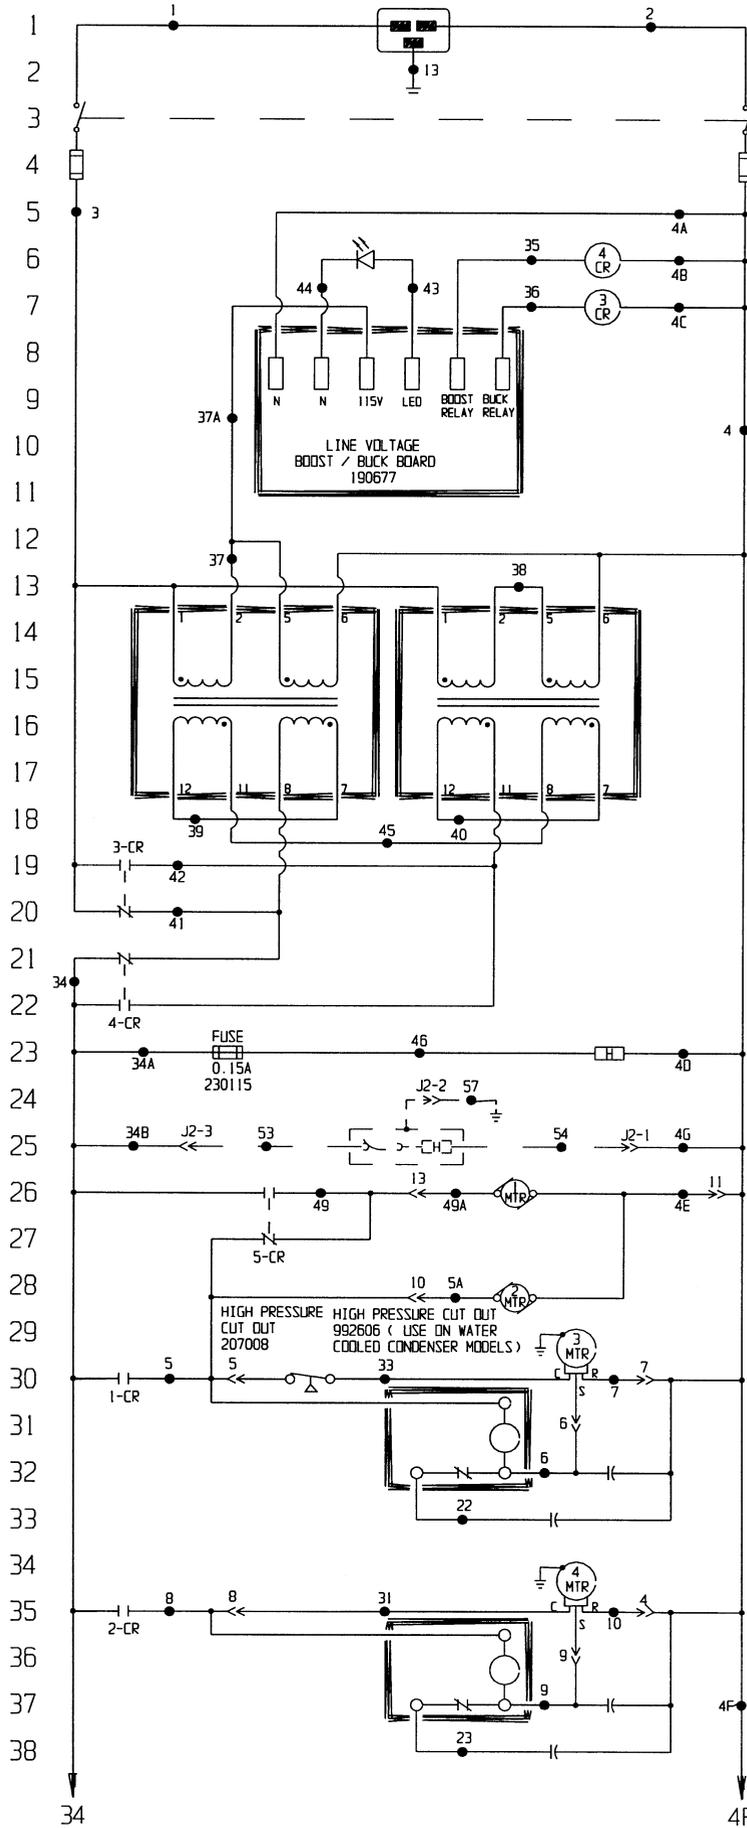 1
1
2
2
13
3
4
5
3
4A
6
35
4
CR
4B
44
43
7
36
3
CR
4C
8
9
N
N
115V
LED
BOOST
RELAY
BUCK
RELAY
37A
4
10
LINE VOLTAGE
BOOST / BUCK BOARD
190677
11
12
37
13
38
14
1
2
5
6
1
2
5
6
15
16
17
12
11
8
7
12
11
8
7
18
39
45
40
3-CR
19
42
20
41
21
34
22
4-CR
23
FUSE
46
H
34A
0.15A
230115
4D
24
J2-2
57
25
34B
J2-3
53
H
54
J2-1
4G
26
13
1
MTR
11
49
49A
4E
27
5-CR
28
10
5A
2
MTR
29
HIGH PRESSURE
CUT OUT
207008
HIGH PRESSURE CUT OUT
992606 ( USE ON WATER
COOLED CONDENSER MODELS)
3
MTR
30
5
5
33
C
R
7
1-CR
S
7
31
6
32
6
33
22
34
4
MTR
35
8
8
31
C
R
4
2-CR
S
10
36
9
37
9
4F
38
23
34